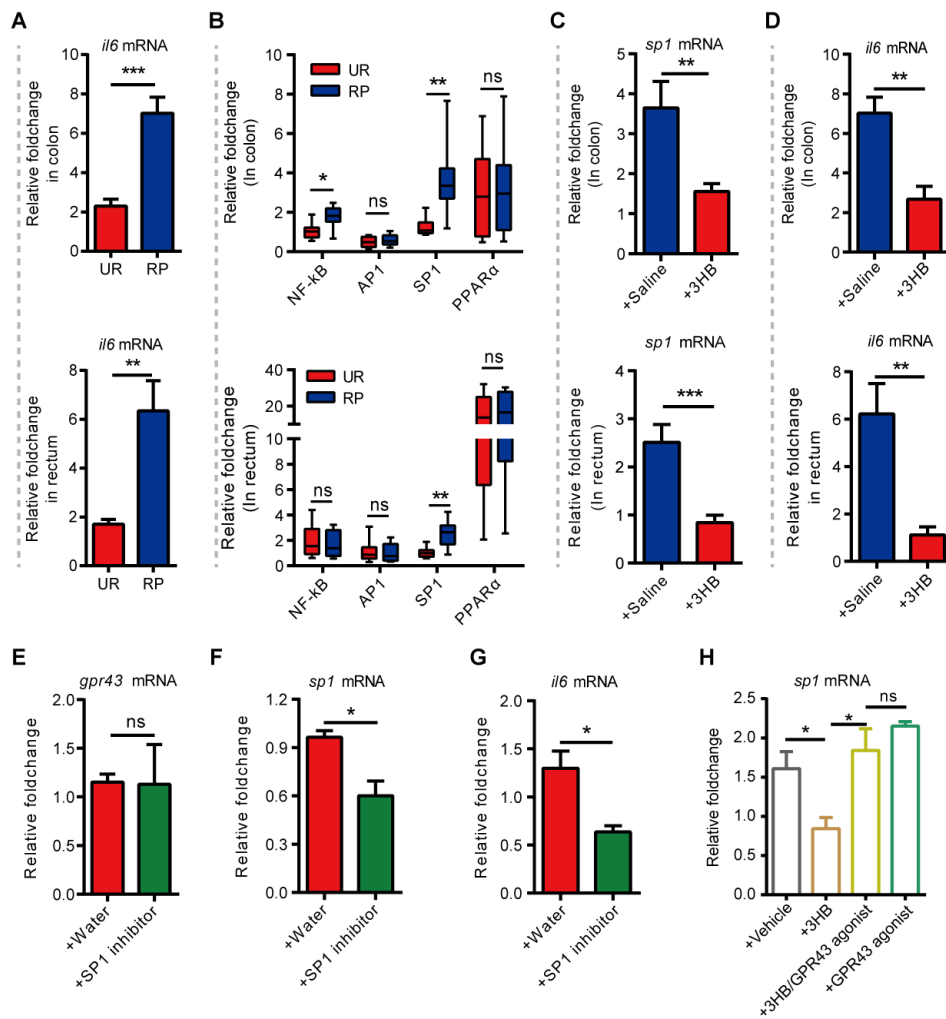 A
il6 mRNA
***
Relative foldchange
in colon
8
6
4
2
0
UR
RP
il6 mRNA
**
Relative foldchange
in rectum
8
6
4
2
0
UR
RP
B
Relative foldchange
(In colon)
10
8
6
4
2
0
UR
RP
*
ns
**
ns
NF-kB
AP1
SP1
PPARα
Relative foldchange
(In rectum)
40
20
10
8
6
4
2
0
UR
RP
ns
ns
**
ns
NF-kB
AP1
SP1
PPARα
C
sp1 mRNA
**
Relative foldchange
(In colon)
5
4
3
2
1
0
+Saline
+3HB
sp1 mRNA
***
Relative foldchange
(In rectum)
4
3
2
1
0
+Saline
+3HB
D
il6 mRNA
**
Relative foldchange
(In colon)
10
8
6
4
2
0
+Saline
+3HB
il6 mRNA
**
Relative foldchange
in rectum
8
6
4
2
0
+Saline
+3HB
E
gpr43 mRNA
ns
Relative foldchange
2.0
1.5
1.0
0.5
0.0
+Water
+SP1 inhibitor
F
sp1 mRNA
*
Relative foldchange
1.2
0.9
0.6
0.3
0.0
+Water
+SP1 inhibitor
G
il6 mRNA
*
Relative foldchange
2.0
1.5
1.0
0.5
0.0
+Water
+SP1 inhibitor
H
sp1 mRNA
ns
*
*
Relative foldchange
2.5
2.0
1.5
1.0
0.5
0.0
+Vehicle
+3HB
+3HB/GPR43 agonist
+GPR43 agonist